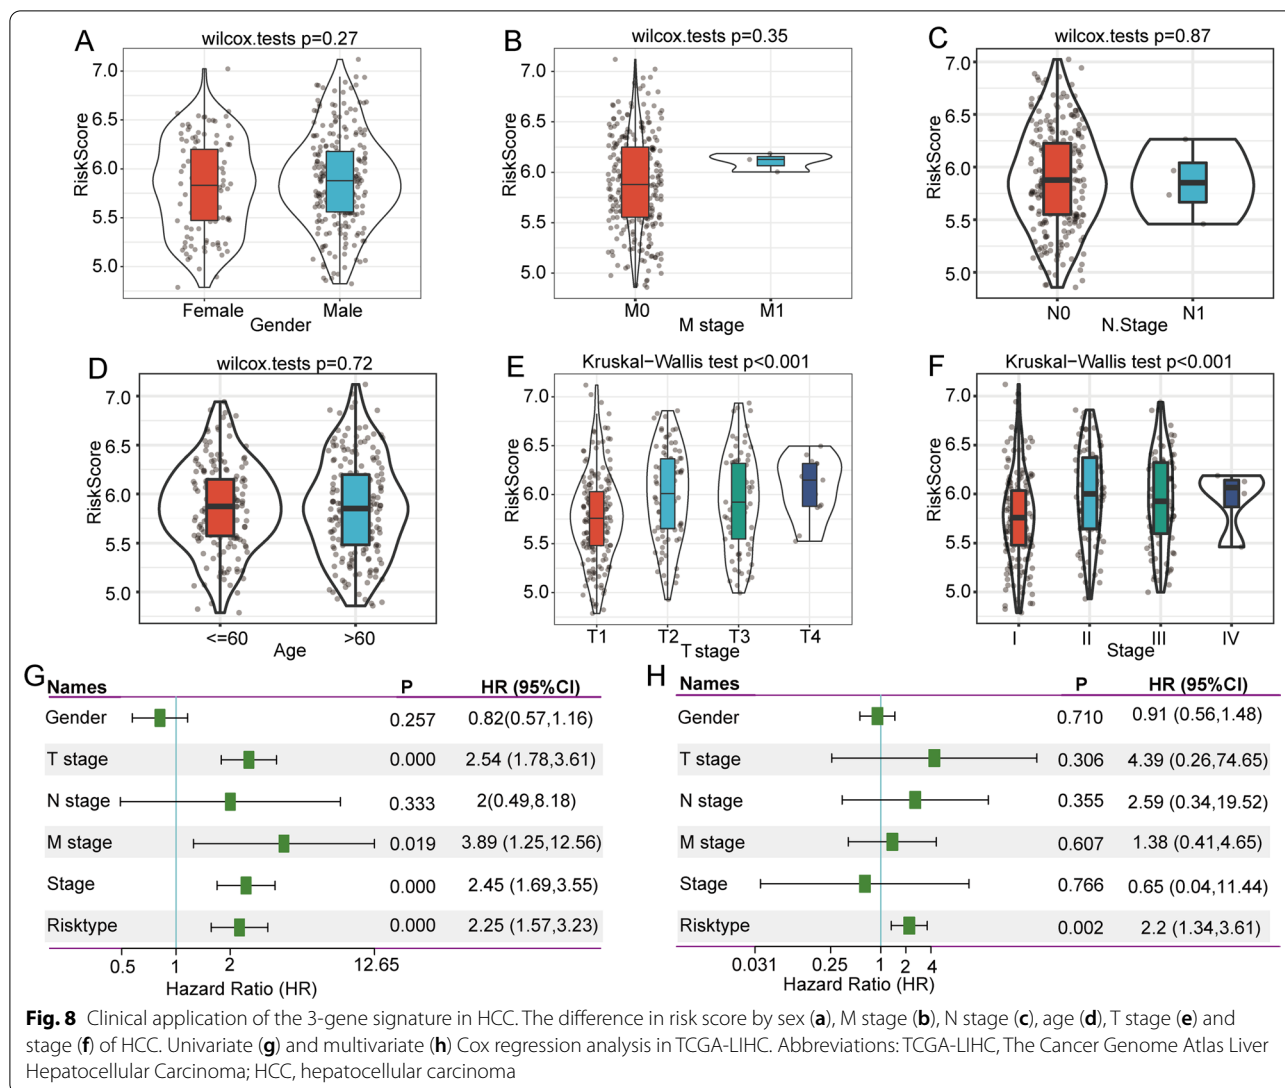 A
wilcox.tests p=0.27
RiskScore
7.0
6.5
6.0
5.5
5.0
Female Male
Gender
B
wilcox.tests p=0.35
RiskScore
7.0
6.5
6.0
5.5
5.0
M0 M1
M stage
C
wilcox.tests p=0.87
RiskScore
7.0
6.5
6.0
5.5
5.0
N0 N1
N.Stage
D
wilcox.tests p=0.72
RiskScore
7.0
6.5
6.0
5.5
5.0
<=60 >60
Age
E
Kruskal−Wallis test p<0.001
RiskScore
7.0
6.5
6.0
5.5
5.0
T1 T2 T3 T4
T stage
F
Kruskal−Wallis test p<0.001
RiskScore
7.0
6.5
6.0
5.5
5.0
I II III IV
Stage
G
Names P HR (95%CI)
Gender 0.257 0.82(0.57,1.16)
T stage 0.000 2.54 (1.78,3.61)
N stage 0.333 2(0.49,8.18)
M stage 0.019 3.89 (1.25,12.56)
Stage 0.000 2.45 (1.69,3.55)
Risktype 0.000 2.25 (1.57,3.23)
0.5 1 2 12.65
Hazard Ratio (HR)
H
Names P HR (95%CI)
Gender 0.710 0.91 (0.56,1.48)
T stage 0.306 4.39 (0.26,74.65)
N stage 0.355 2.59 (0.34,19.52)
M stage 0.607 1.38 (0.41,4.65)
Stage 0.766 0.65 (0.04,11.44)
Risktype 0.002 2.2 (1.34,3.61)
0.031 0.25 1 2 4
Hazard Ratio (HR)
Fig. 8 Clinical application of the 3-gene signature in HCC. The difference in risk score by sex (a), M stage (b), N stage (c), age (d), T stage (e) and
stage (f) of HCC. Univariate (g) and multivariate (h) Cox regression analysis in TCGA-LIHC. Abbreviations: TCGA-LIHC, The Cancer Genome Atlas Liver
Hepatocellular Carcinoma; HCC, hepatocellular carcinoma